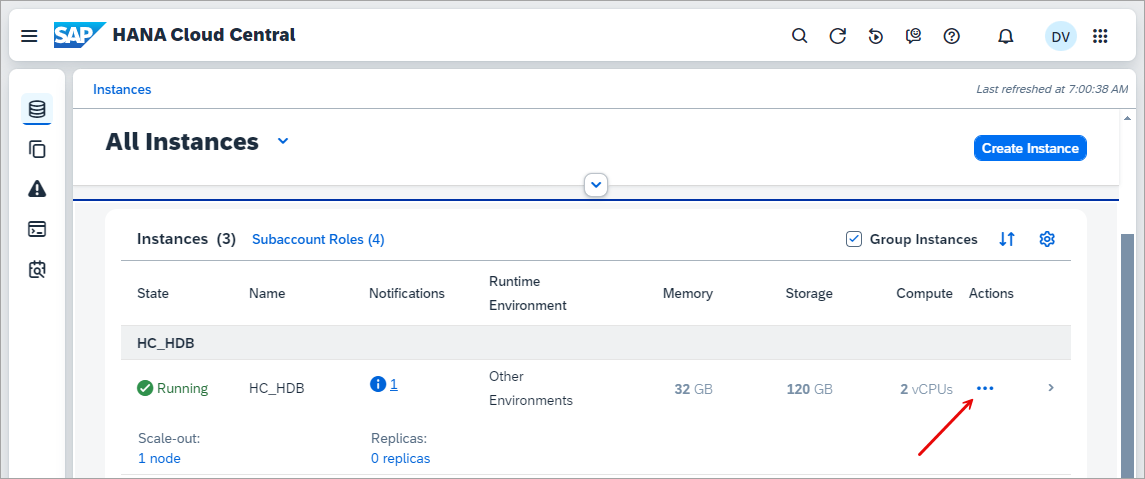 SAP HANA Cloud Central
DV
Instances
Last refreshed at 7:00:38 AM
All Instances
Create Instance
Instances (3) Subaccount Roles (4)
Group Instances
State Name Notifications Runtime Environment Memory Storage Compute Actions
HC_HDB
Running HC_HDB 1 Other Environments 32 GB 120 GB 2 vCPUs
Scale-out: Replicas:
1 node 0 replicas